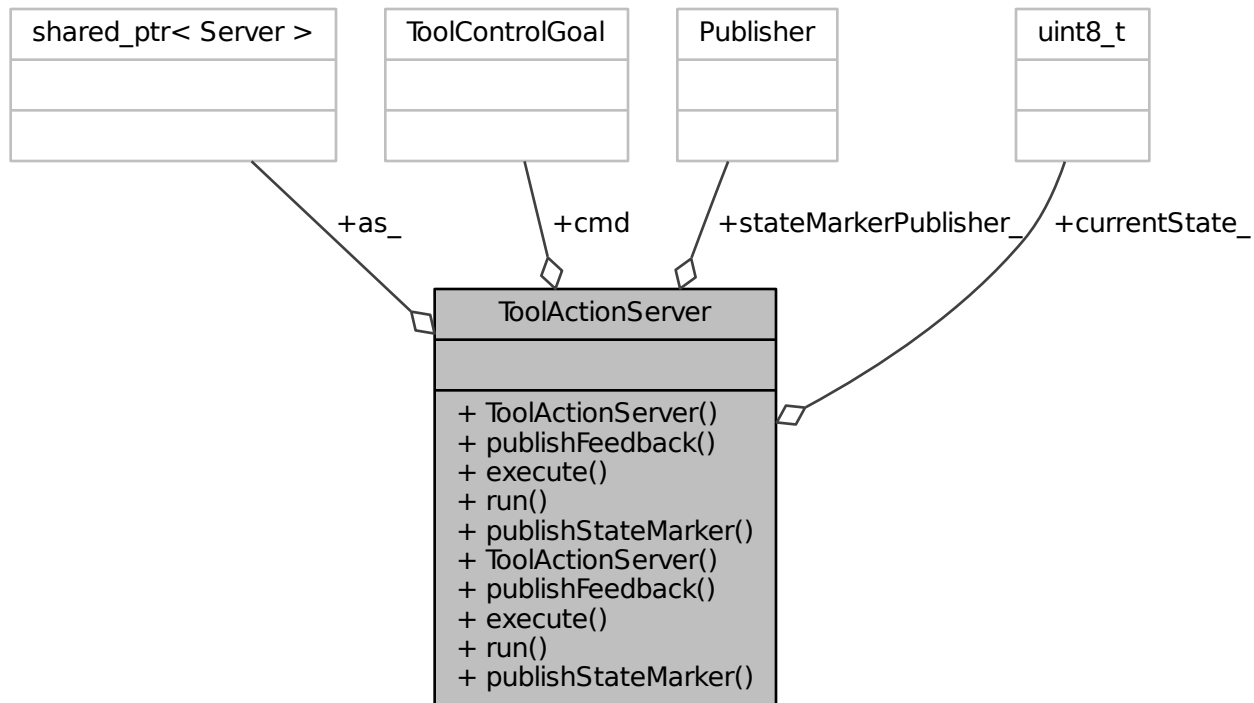 shared_ptr< Server >
ToolControlGoal
Publisher
uint8_t
+as_
+cmd
+stateMarkerPublisher_
+currentState_
ToolActionServer
+ ToolActionServer()
+ publishFeedback()
+ execute()
+ run()
+ publishStateMarker()
+ ToolActionServer()
+ publishFeedback()
+ execute()
+ run()
+ publishStateMarker()